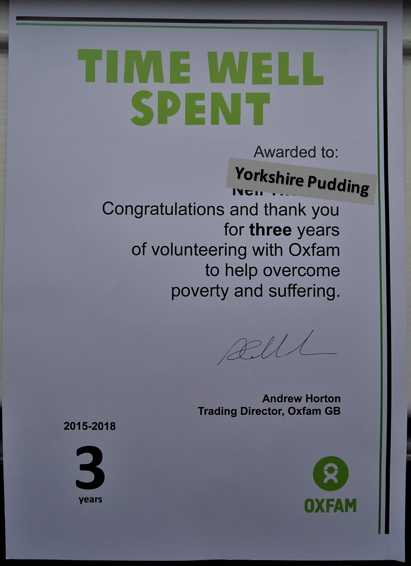 TIME WELL
SPENT
Awarded to:
Yorkshire Pudding
Congratulations and thank you
for three years
of volunteering with Oxfam
to help overcome
poverty and suffering.
Andrew Horton
Trading Director, Oxfam GB
2015-2018
3
years
OXFAM